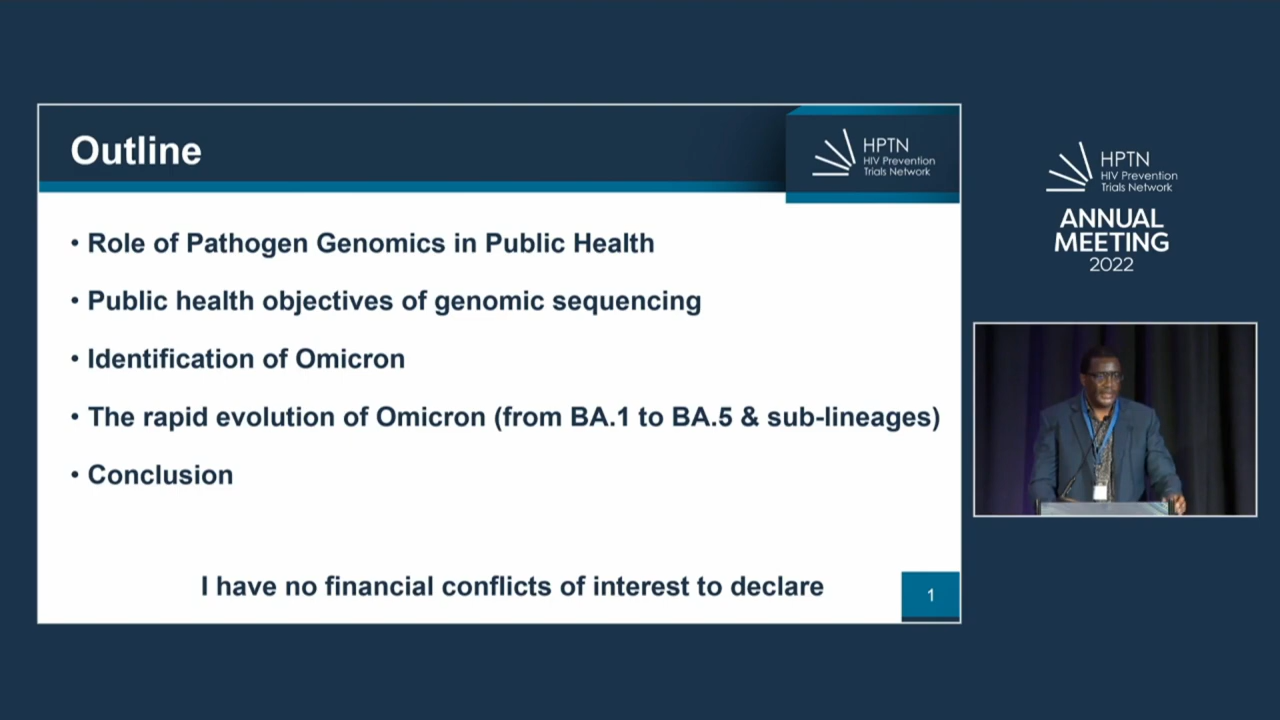 Outline
HPTN
HIV Prevention
Trials Network
• Role of Pathogen Genomics in Public Health
• Public health objectives of genomic sequencing
• Identification of Omicron
• The rapid evolution of Omicron (from BA.1 to BA.5 & sub-lineages)
• Conclusion
I have no financial conflicts of interest to declare
1
HPTN
HIV Prevention
Trials Network
ANNUAL
MEETING
2022